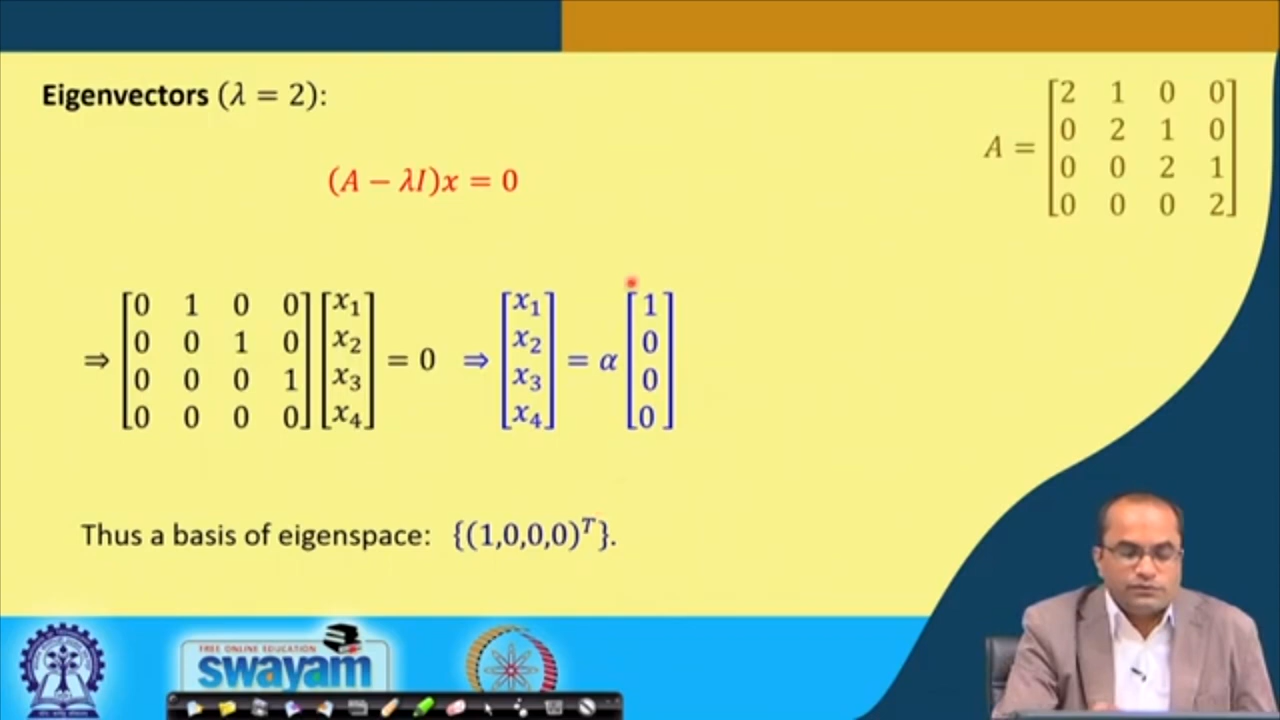 Eigenvectors (λ = 2):
A = [2 1 0 0
0 2 1 0
0 0 2 1
0 0 0 2]
(A − λI)x = 0
⇒ [0 1 0 0
0 0 1 0
0 0 0 1
0 0 0 0] [x₁
x₂
x₃
x₄] = 0 ⇒ [x₁
x₂
x₃
x₄] = α [1
0
0
0]
Thus a basis of eigenspace: {(1,0,0,0)ᵀ}.
FREE ONLINE EDUCATION
swayam